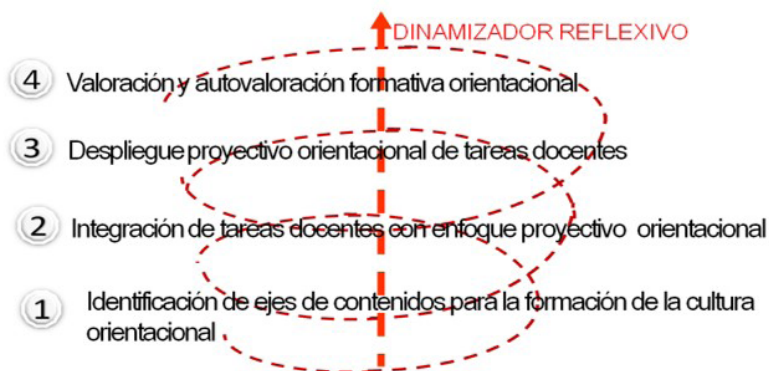 DINAMIZADOR REFLEXIVO
4 Valoración y autovaloración formativa orientacional
3 Despliegue proyectivo orientacional de tareas docentes
2 Integración de tareas docentes con enfoque proyectivo orientacional
1 Identificación de ejes de contenidos para la formación de la cultura
orientacional